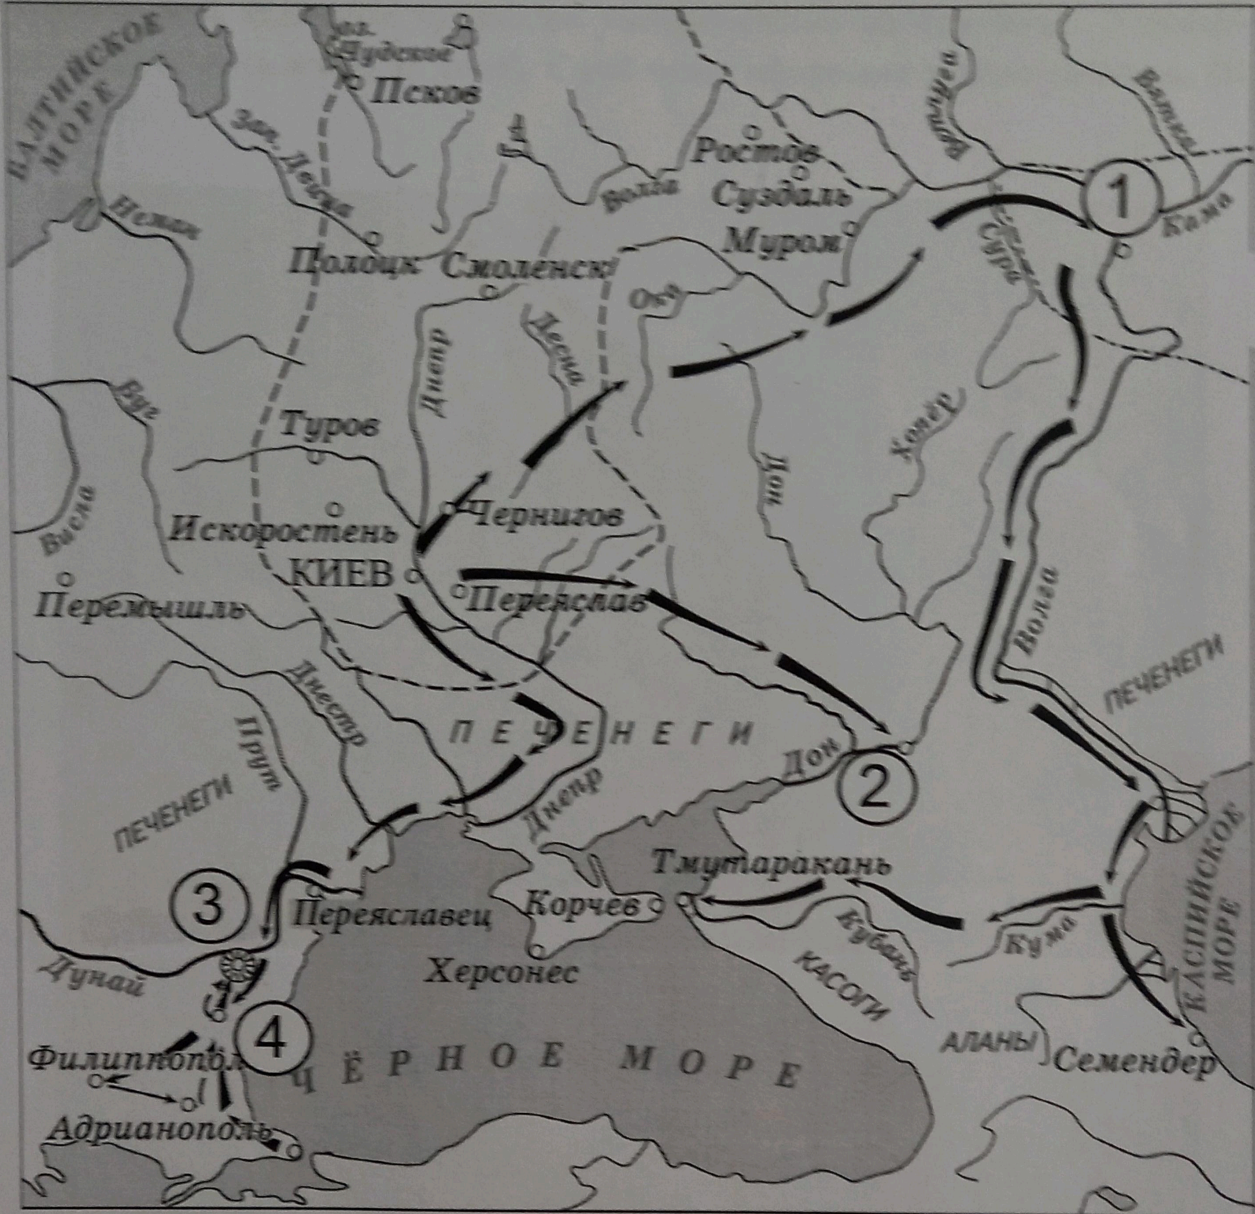 БАЛТИЙСКОЕ
МОРЕ
оз.
Чудское
Псков
Зап. Двина
Неман
Полоцк
Смоленск
Волга
Ростов
Суздаль
Муром
Ветлуга
Вятка
1
Кама
Сура
Ока
Десна
Днепр
Буг
Туров
Висла
Искоростень
Чернигов
КИЕВ
Переяслав
Перемышль
Дон
Хопёр
Волга
ПЕЧЕНЕГИ
Днестр
Прут
ПЕЧЕНЕГИ
ПЕЧЕНЕГИ
Днепр
Дон
2
3
Переяславец
Дунай
Корчев
Тмутаракань
Херсонес
Кубань
Кума
КАСОГИ
АЛАНЫ
Семендер
КАСПИЙСКОЕ
МОРЕ
4
Филиппопол
Адрианополь
ЧЁРНОЕ МОРЕ